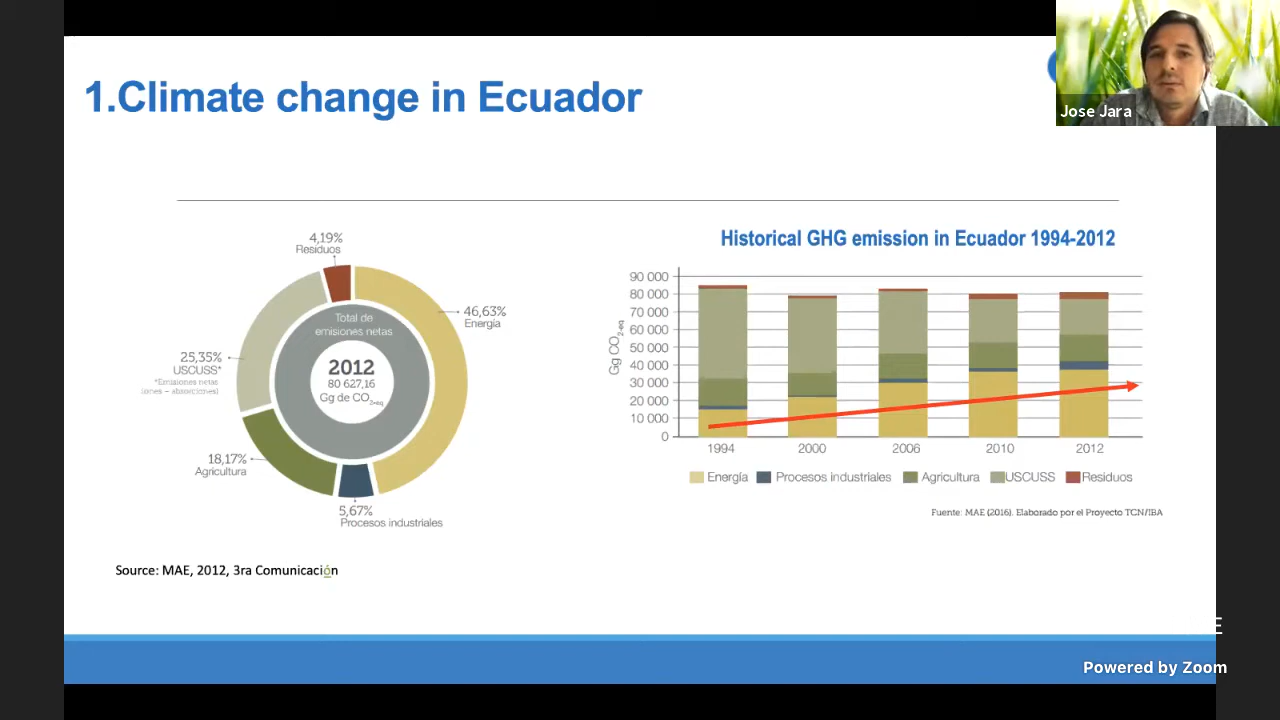 1.Climate change in Ecuador
Jose Jara
4,19%
Residuos
46,63%
Energía
Total de
emisiones netas
2012
80 627,16
Gg de CO2-eq
25,35%
USCUSS*
*Emisiones netas
18,17%
Agricultura
5,67%
Procesos industriales
Source: MAE, 2012, 3ra Comunicación
Historical GHG emission in Ecuador 1994-2012
Gg CO2-eq
90 000
80 000
70 000
60 000
50 000
40 000
30 000
20 000
10 000
0
1994 2000 2006 2010 2012
Energía Procesos industriales Agricultura USCUSS Residuos
Fuente: MAE (2016). Elaborado por el Proyecto TCN/IBA
Powered by Zoom